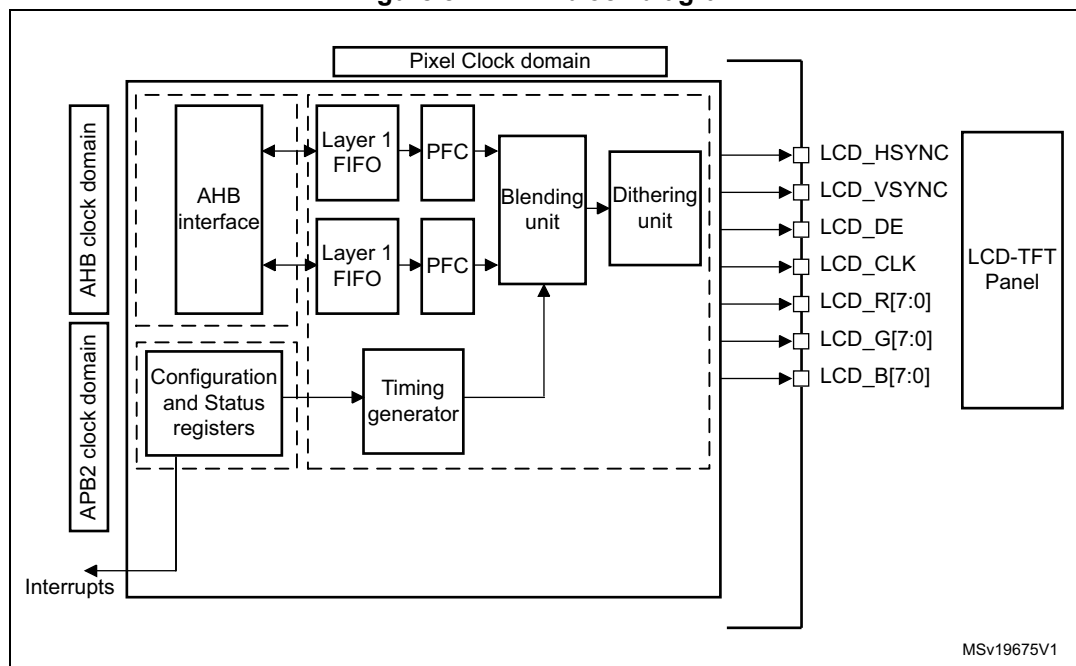 Pixel Clock domain
AHB clock domain
APB2 clock domain
AHB
interface
Layer 1
FIFO
PFC
Layer 1
FIFO
PFC
Blending
unit
Dithering
unit
Configuration
and Status
registers
Timing
generator
Interrupts
LCD_HSYNC
LCD_VSYNC
LCD_DE
LCD_CLK
LCD_R[7:0]
LCD_G[7:0]
LCD_B[7:0]
LCD-TFT
Panel
MSv19675V1